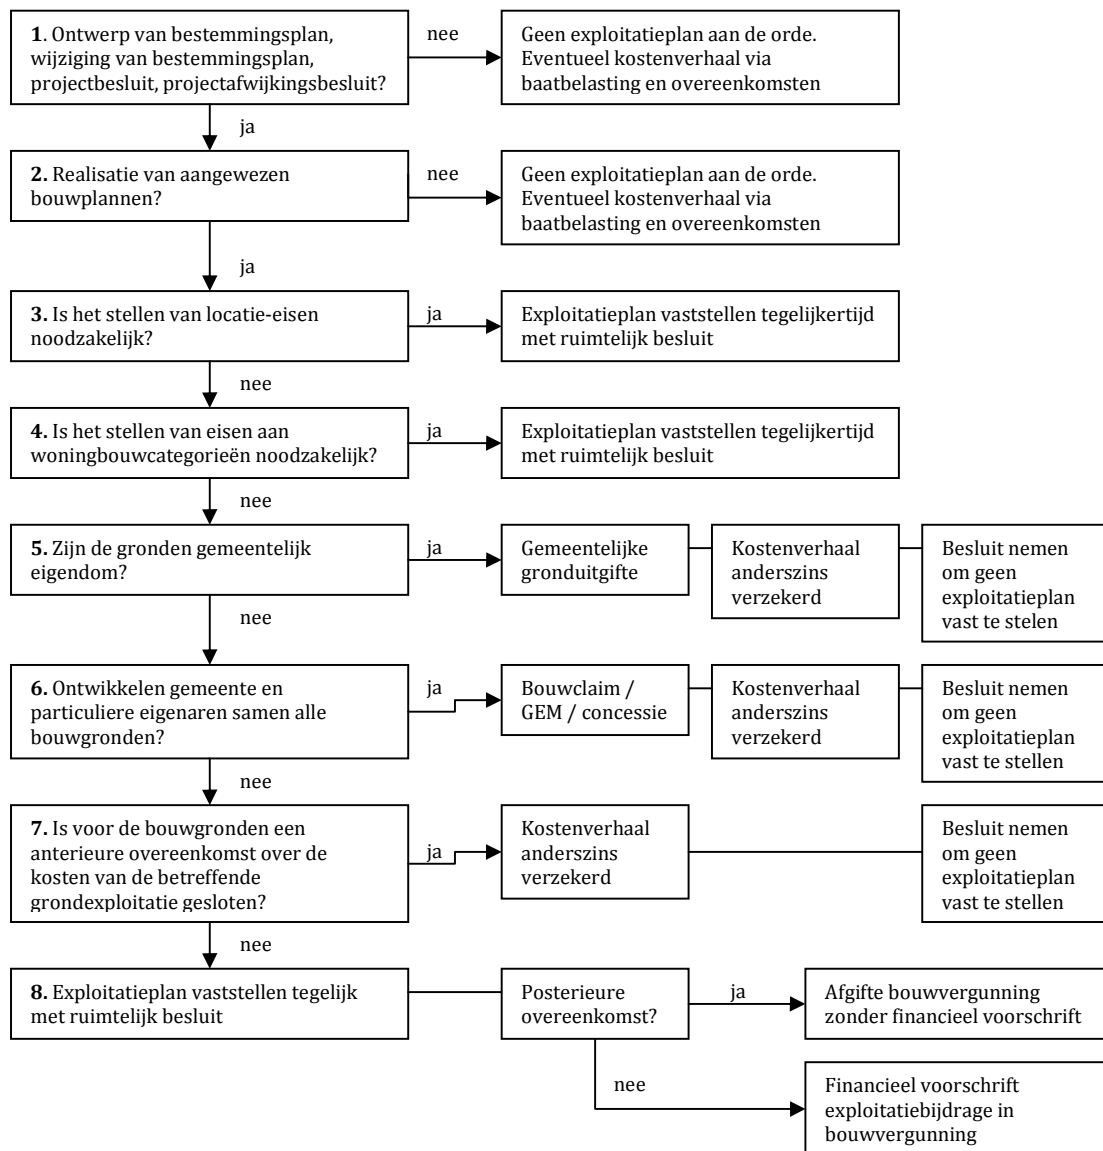 1. Ontwerp van bestemmingsplan,
wijziging van bestemmingsplan,
projectbesluit, projectafwijkingsbesluit?
nee
Geen exploitatieplan aan de orde.
Eventueel kostenverhaal via
baatbelasting en overeenkomsten
ja
2. Realisatie van aangewezen
bouwplannen?
nee
Geen exploitatieplan aan de orde.
Eventueel kostenverhaal via
baatbelasting en overeenkomsten
ja
3. Is het stellen van locatie-eisen
noodzakelijk?
ja
Exploitatieplan vaststellen tegelijkertijd
met ruimtelijk besluit
nee
4. Is het stellen van eisen aan
woningbouwcategorieën noodzakelijk?
ja
Exploitatieplan vaststellen tegelijkertijd
met ruimtelijk besluit
nee
5. Zijn de gronden gemeentelijk
eigendom?
ja
Gemeentelijke
gronduitgifte
Kostenverhaal
anderszins
verzekerd
Besluit nemen
om geen
exploitatieplan
vast te stelen
nee
6. Ontwikkelen gemeente en
particuliere eigenaren samen alle
bouwgronden?
ja
Bouwclaim /
GEM / concessie
Kostenverhaal
anderszins
verzekerd
Besluit nemen
om geen
exploitatieplan
vast te stellen
nee
7. Is voor de bouwgronden een
anterieure overeenkomst over de
kosten van de betreffende
grondexploitatie gesloten?
ja
Kostenverhaal
anderszins
verzekerd
Besluit nemen
om geen
exploitatieplan
vast te stellen
nee
8. Exploitatieplan vaststellen tegelijk
met ruimtelijk besluit
Posterieure
overeenkomst?
ja
Afgifte bouwvergunning
zonder financieel voorschrift
nee
Financieel voorschrift
exploitatiebijdrage in
bouwvergunning